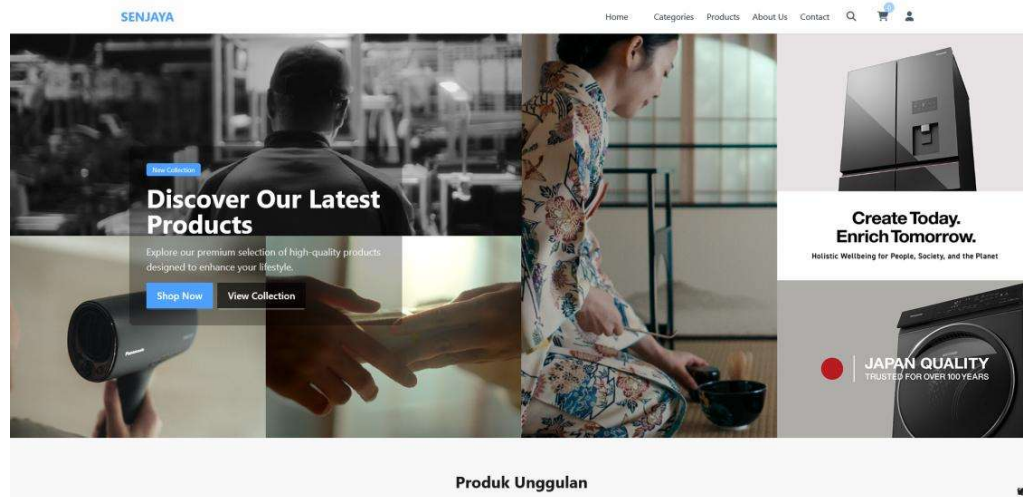 SENJAYA
Home Categories Products About Us Contact
0
New Collection
Discover Our Latest
Products
Explore our premium selection of high-quality products
designed to enhance your lifestyle.
Shop Now View Collection
Panasonic
Create Today.
Enrich Tomorrow.
Holistic Wellbeing for People, Society, and the Planet
JAPAN QUALITY
TRUSTED FOR OVER 100 YEARS
Produk Unggulan